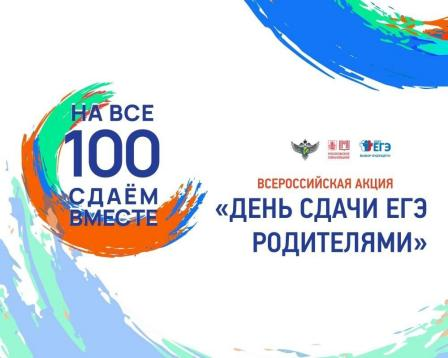 НА ВСЕ
100
СДАЁМ
ВМЕСТЕ
ЕГЭ
ВСЕРОССИЙСКАЯ АКЦИЯ
«ДЕНЬ СДАЧИ ЕГЭ
РОДИТЕЛЯМИ»